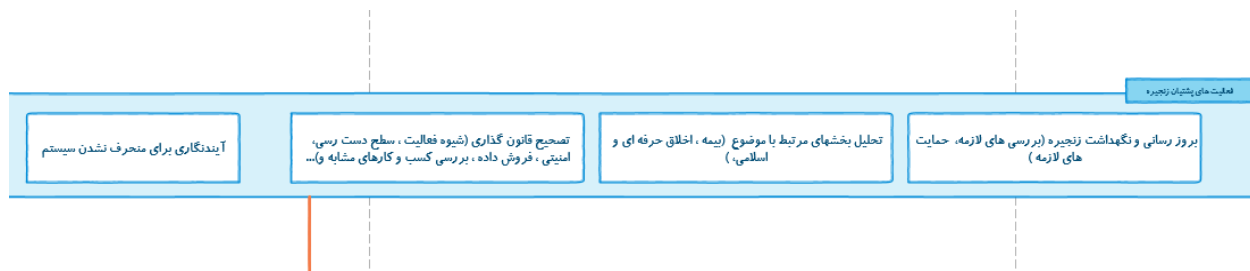 فعالیت های پشتیان زنجیره
بروز رسانی و نگهداشت زنجیره (بررسی های لازمه، حمایت
های لازمه )
تحلیل بخشهای مرتبط با موضوع (بیمه ، اخلاق حرفه ای و
اسلامی، )
تصحیح قانون گذاری (شیوه فعالیت ، سطح دست رسی،
امنیتی ، فروش داده ، بررسی کسب و کارهای مشابه و)...
آیندنگاری برای منحرف نشدن سیستم